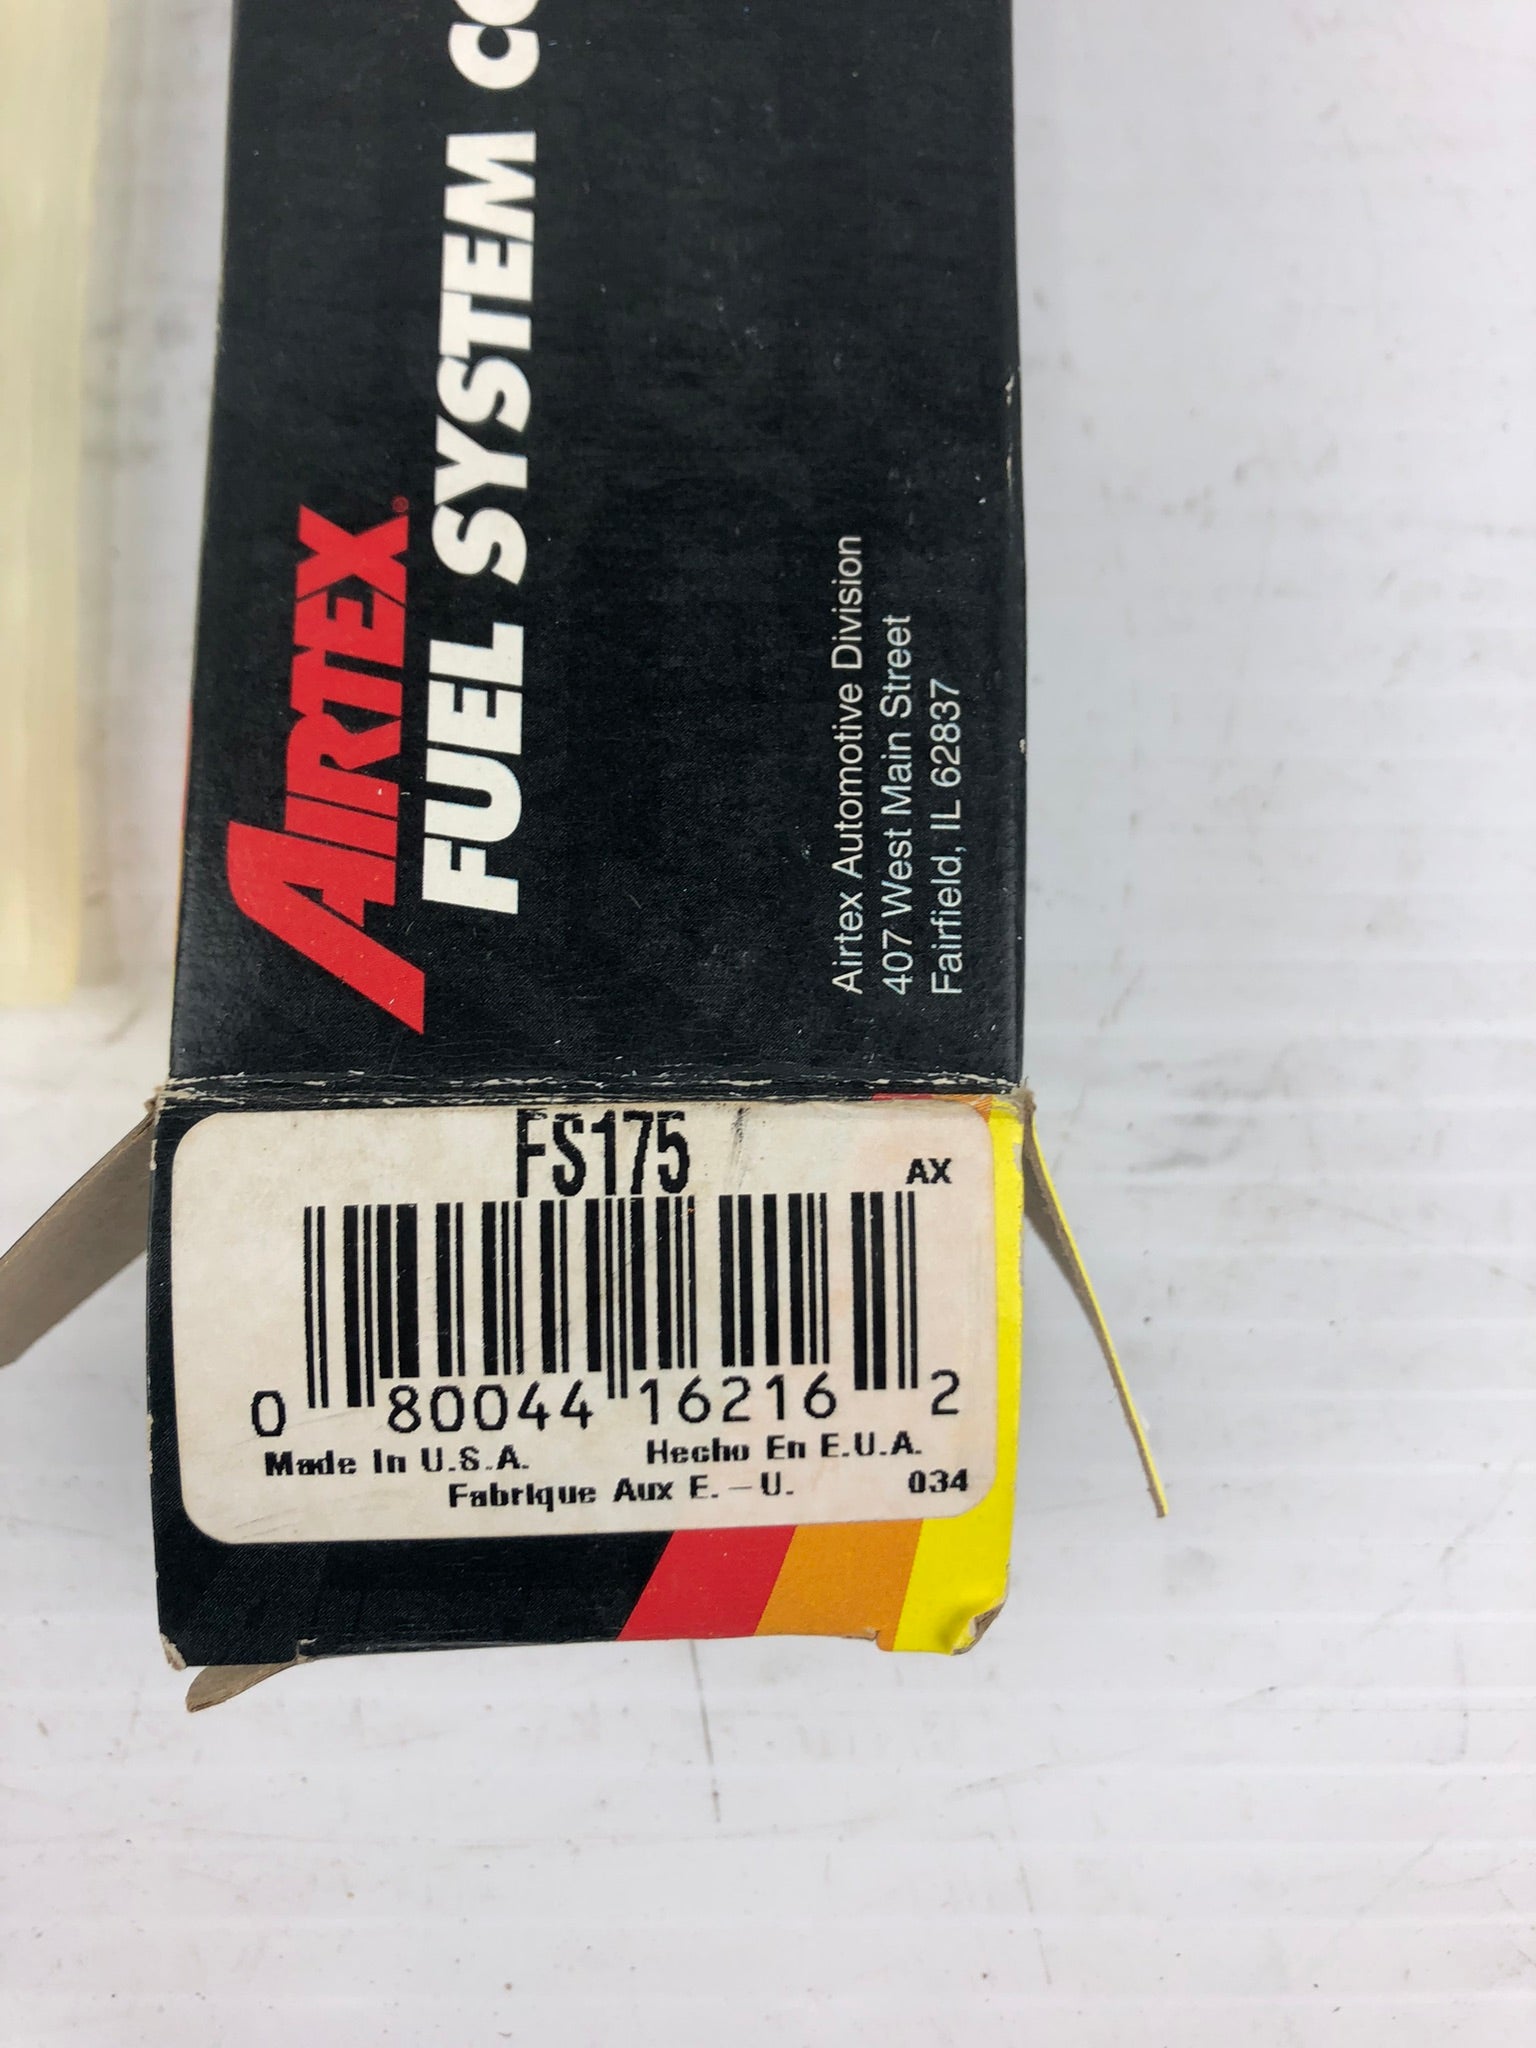 AIRTEX®
FUEL SYSTEM
Airtex Automotive Division
407 West Main Street
Fairfield, IL 62837
FS175
AX
0 80044 16216 2
Made In U.S.A. Hecho En E.U.A.
Fabrique Aux E. - U. 034